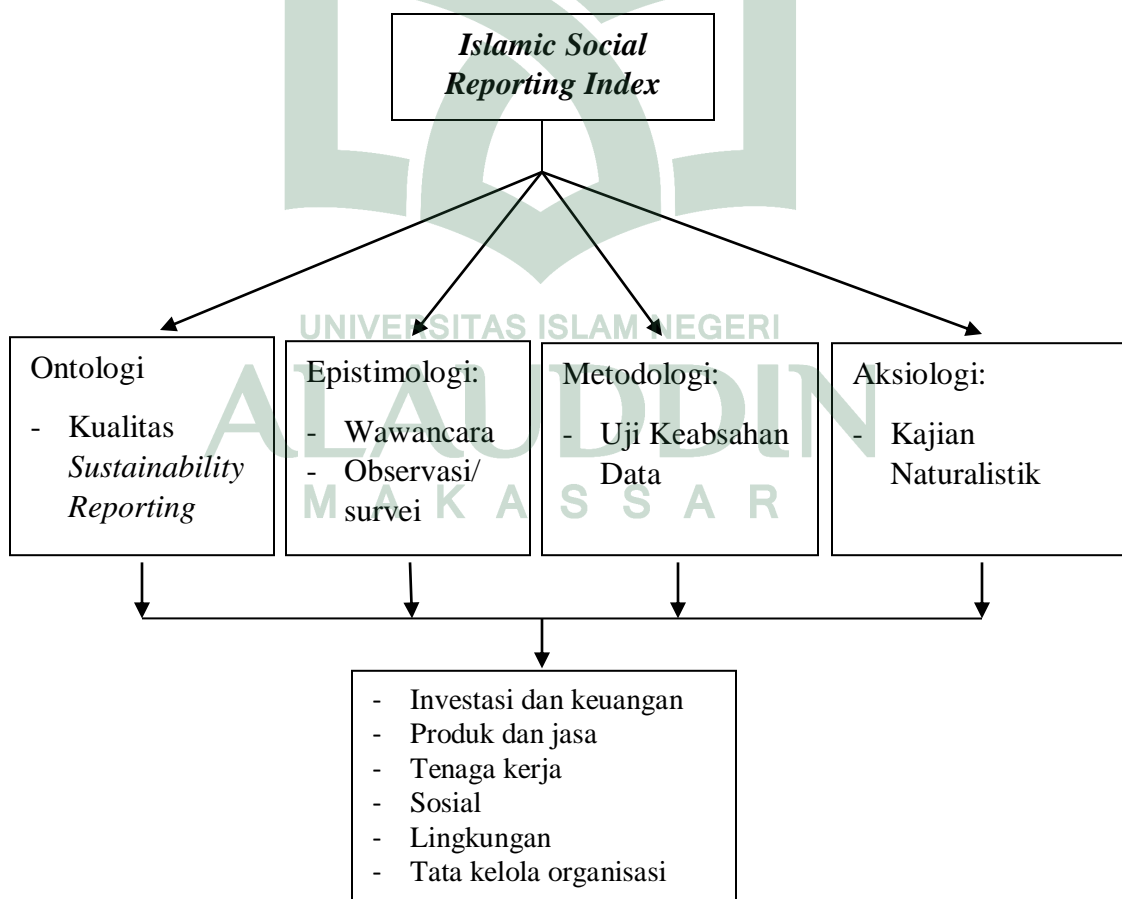 Islamic Social
Reporting Index
UNIVERSITAS ISLAM NEGERI
ALAUDDIN
MAKASSAR
Ontologi
- Kualitas
Sustainability
Reporting
Epistimologi:
- Wawancara
- Observasi/
survei
Metodologi:
- Uji Keabsahan
Data
Aksiologi:
- Kajian
Naturalistik
- Investasi dan keuangan
- Produk dan jasa
- Tenaga kerja
- Sosial
- Lingkungan
- Tata kelola organisasi